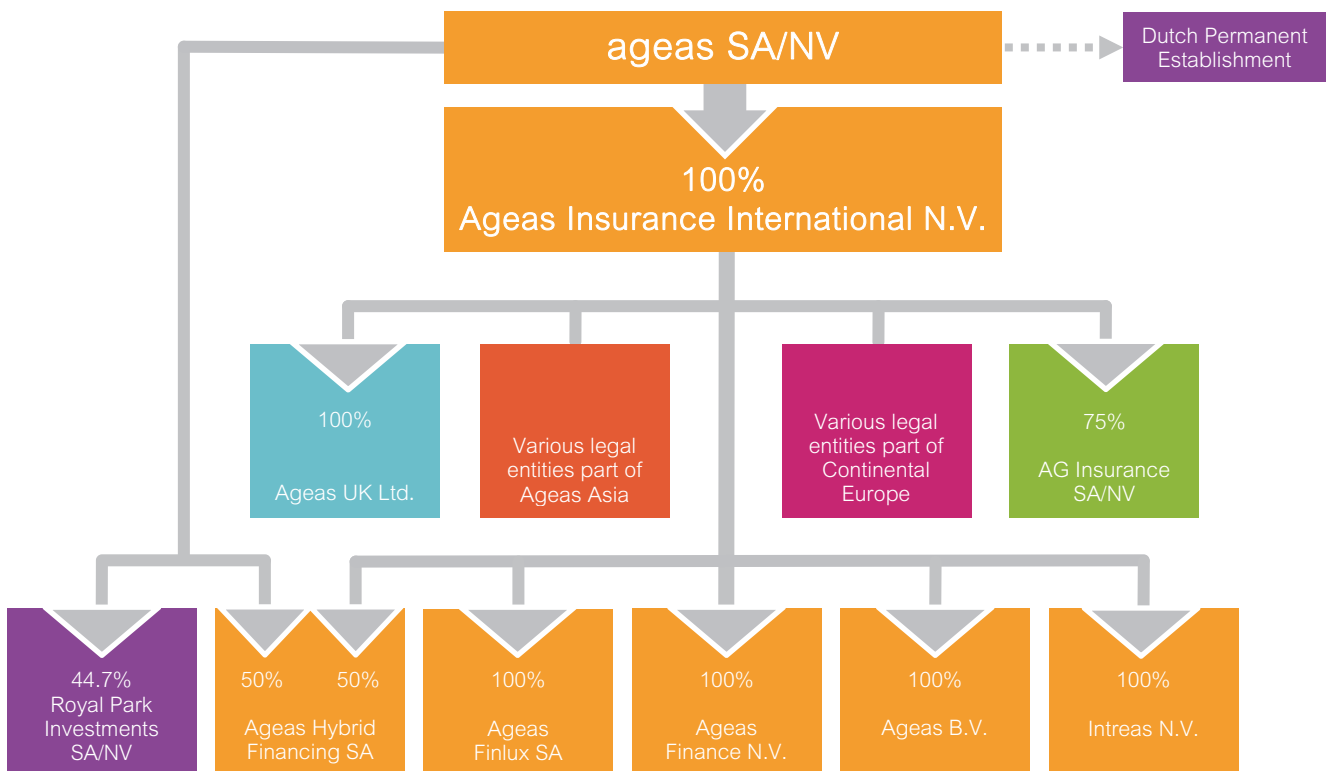 ageas SA/NV
Dutch Permanent
Establishment
100%
Ageas Insurance International N.V.
100%
Ageas UK Ltd.
Various legal
entities part of
Ageas Asia
Various legal
entities part of
Continental
Europe
75%
AG Insurance
SA/NV
44.7%
Royal Park
Investments
SA/NV
50% 50%
Ageas Hybrid
Financing SA
100%
Ageas
Finlux SA
100%
Ageas
Finance N.V.
100%
Ageas B.V.
100%
Intreas N.V.